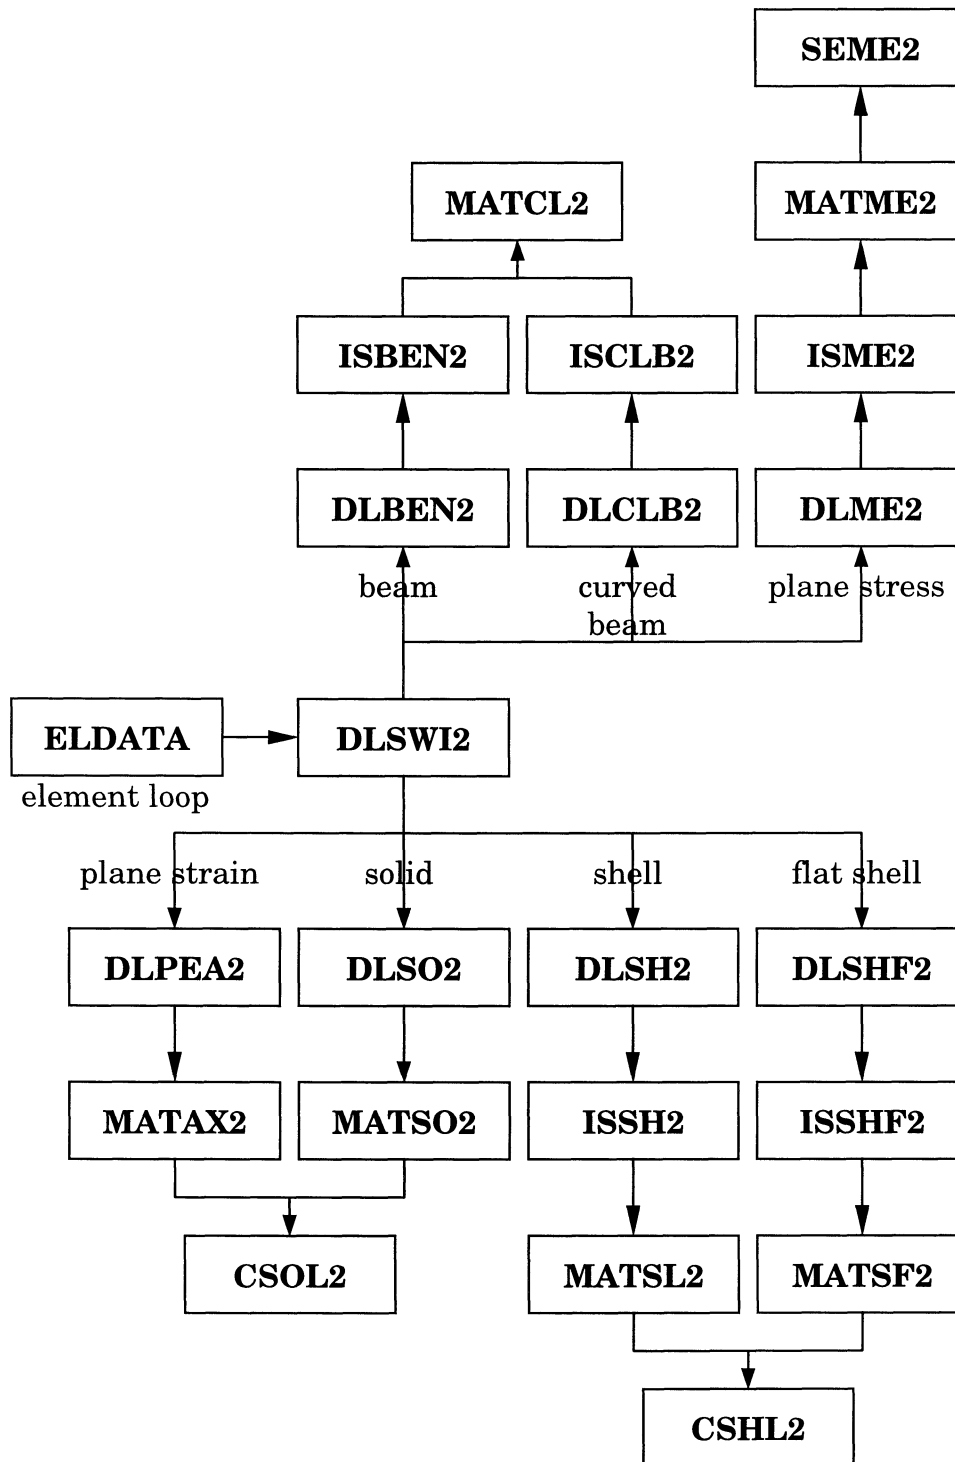 SEME2
MATCL2
MATME2
ISBEN2
ISCLB2
ISME2
DLBEN2
DLCLB2
DLME2
beam
curved
beam
plane stress
ELDATA
DLSWI2
element loop
plane strain
solid
shell
flat shell
DLPEA2
DLSO2
DLSH2
DLSHF2
MATAX2
MATSO2
ISSH2
ISSHF2
CSOL2
MATSL2
MATSF2
CSHL2